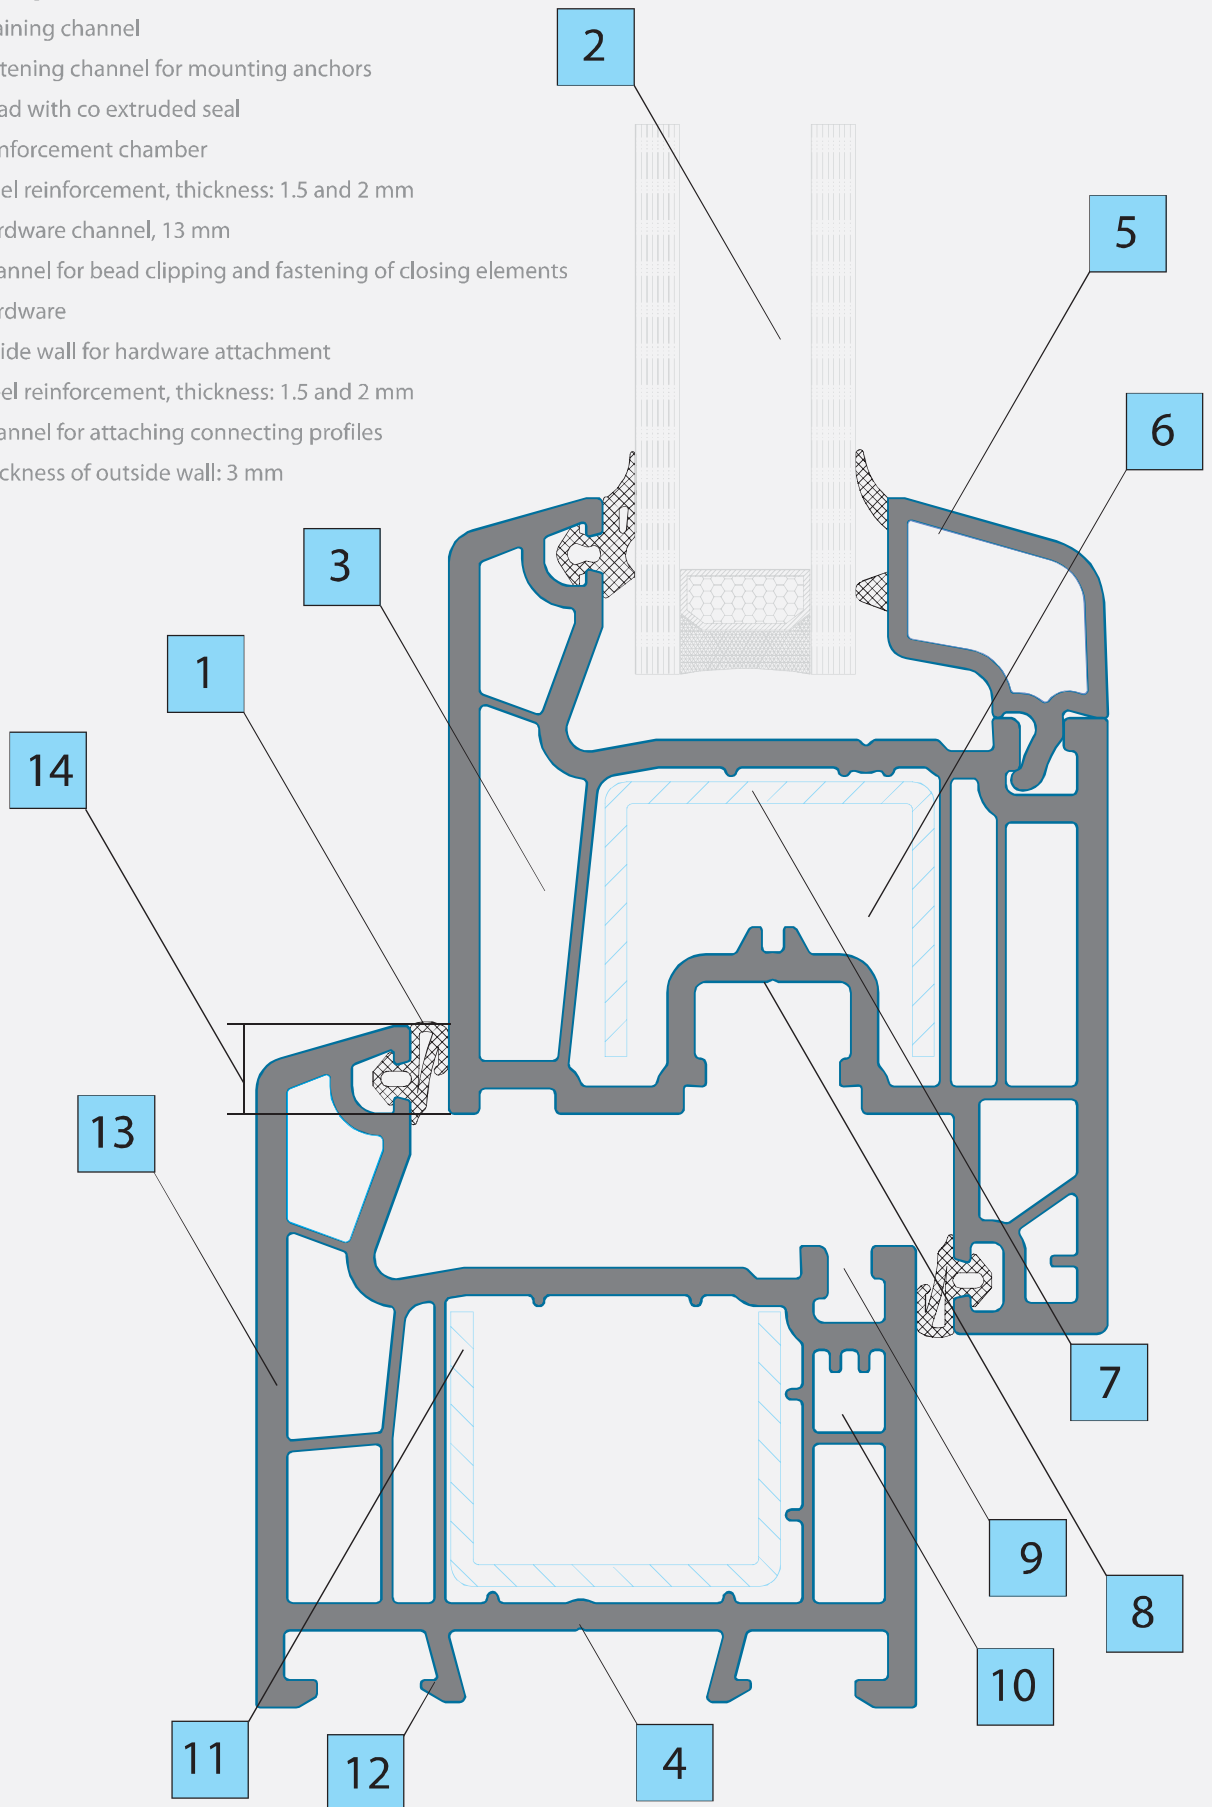 aining channel
tening channel for mounting anchors
ad with co extruded seal
nforcement chamber
el reinforcement, thickness: 1.5 and 2 mm
rdware channel, 13 mm
annel for bead clipping and fastening of closing elements
rdware
ide wall for hardware attachment
el reinforcement, thickness: 1.5 and 2 mm
annel for attaching connecting profiles
ckness of outside wall: 3 mm
2
5
6
3
1
14
13
7
9
8
10
11
12
4